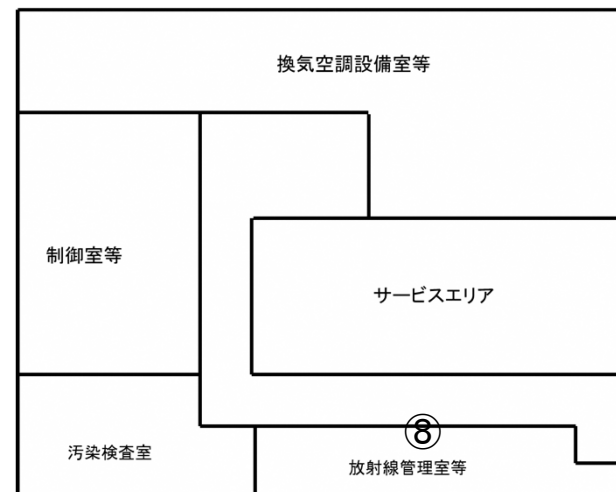 換気空調設備室等
制御室等
サービスエリア
⑧
汚染検査室
放射線管理室等